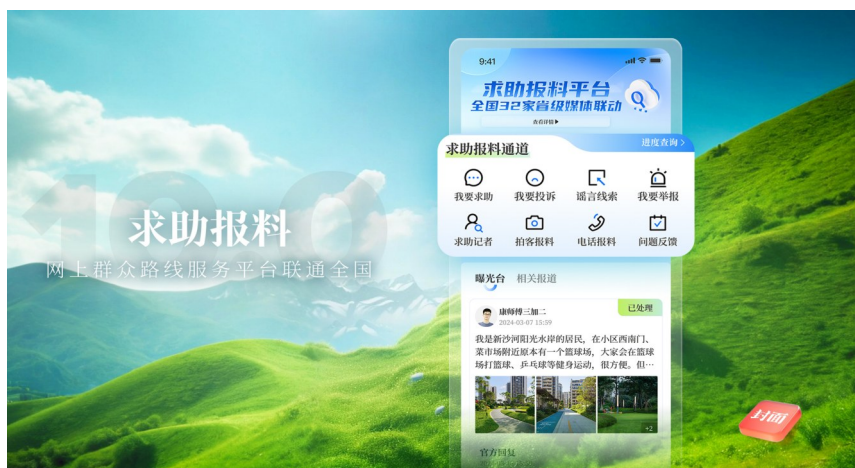 10.0
求助报料
网上群众路线服务平台联通全国
9:41
求助报料平台
全国32家省级媒体联动
查看详情▶
求助报料通道
进度查询 >
我要求助 我要投诉 谣言线索 我要举报
求助记者 拍客报料 电话报料 问题反馈
曝光台 相关报道
康师傅三加二
已处理
2024-03-07 15:59
我是新沙河阳光水岸的居民，在小区西南门、
菜市场附近原本有一个篮球场，大家会在篮球
场打篮球、乒乓球等健身运动，很方便。但…
+2
官方回复
封面